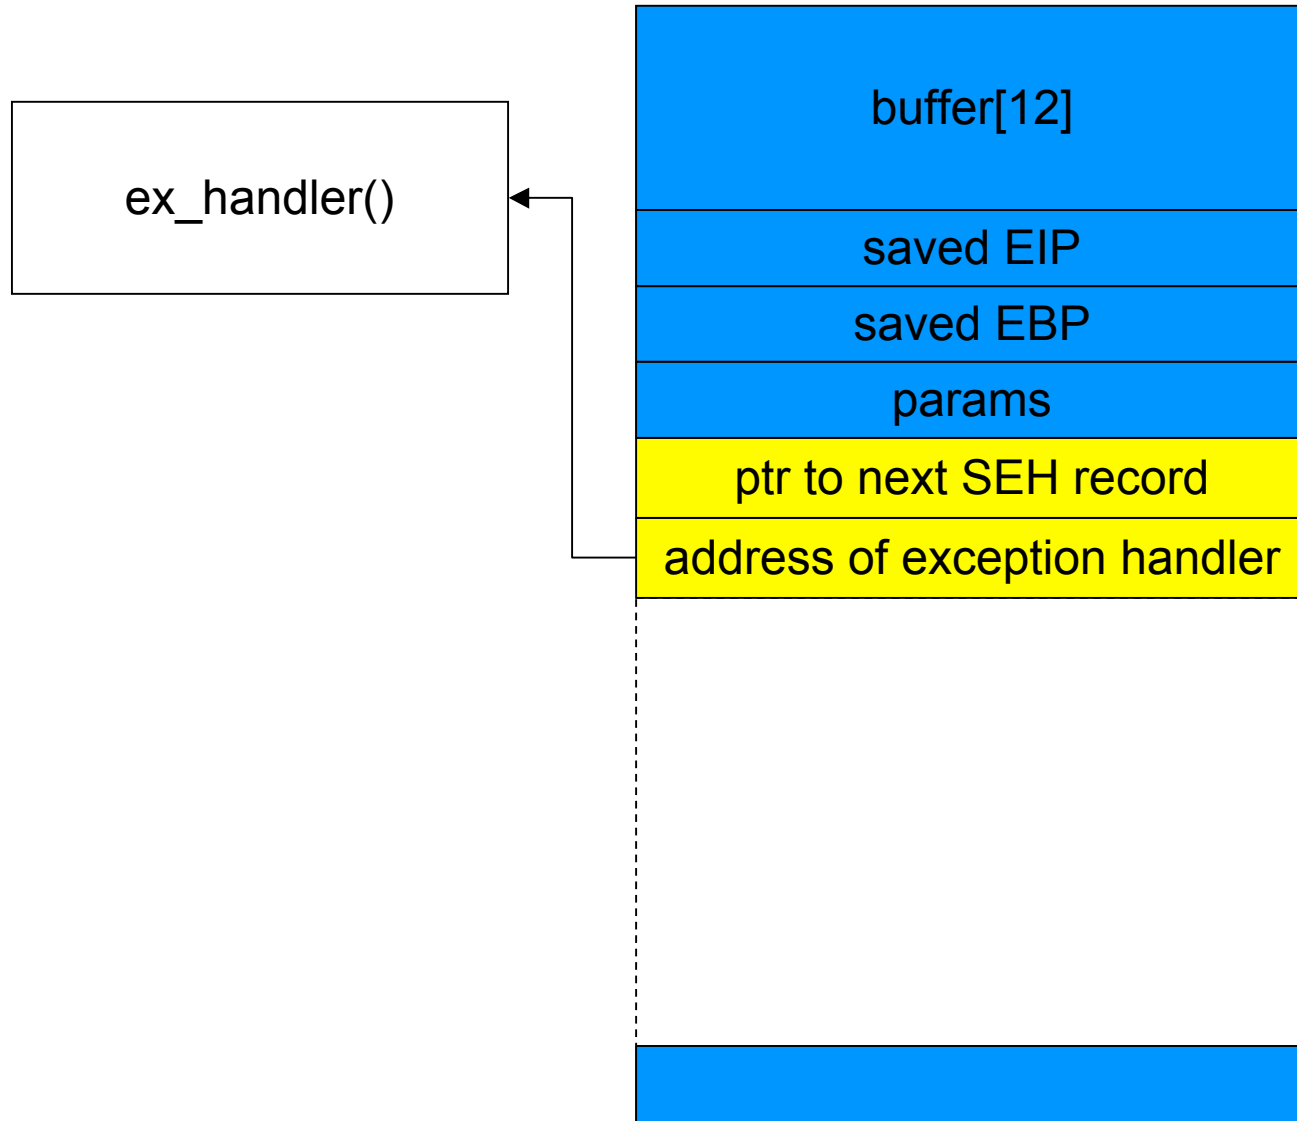 buffer[12]
ex_handler()
saved EIP
saved EBP
params
ptr to next SEH record
address of exception handler